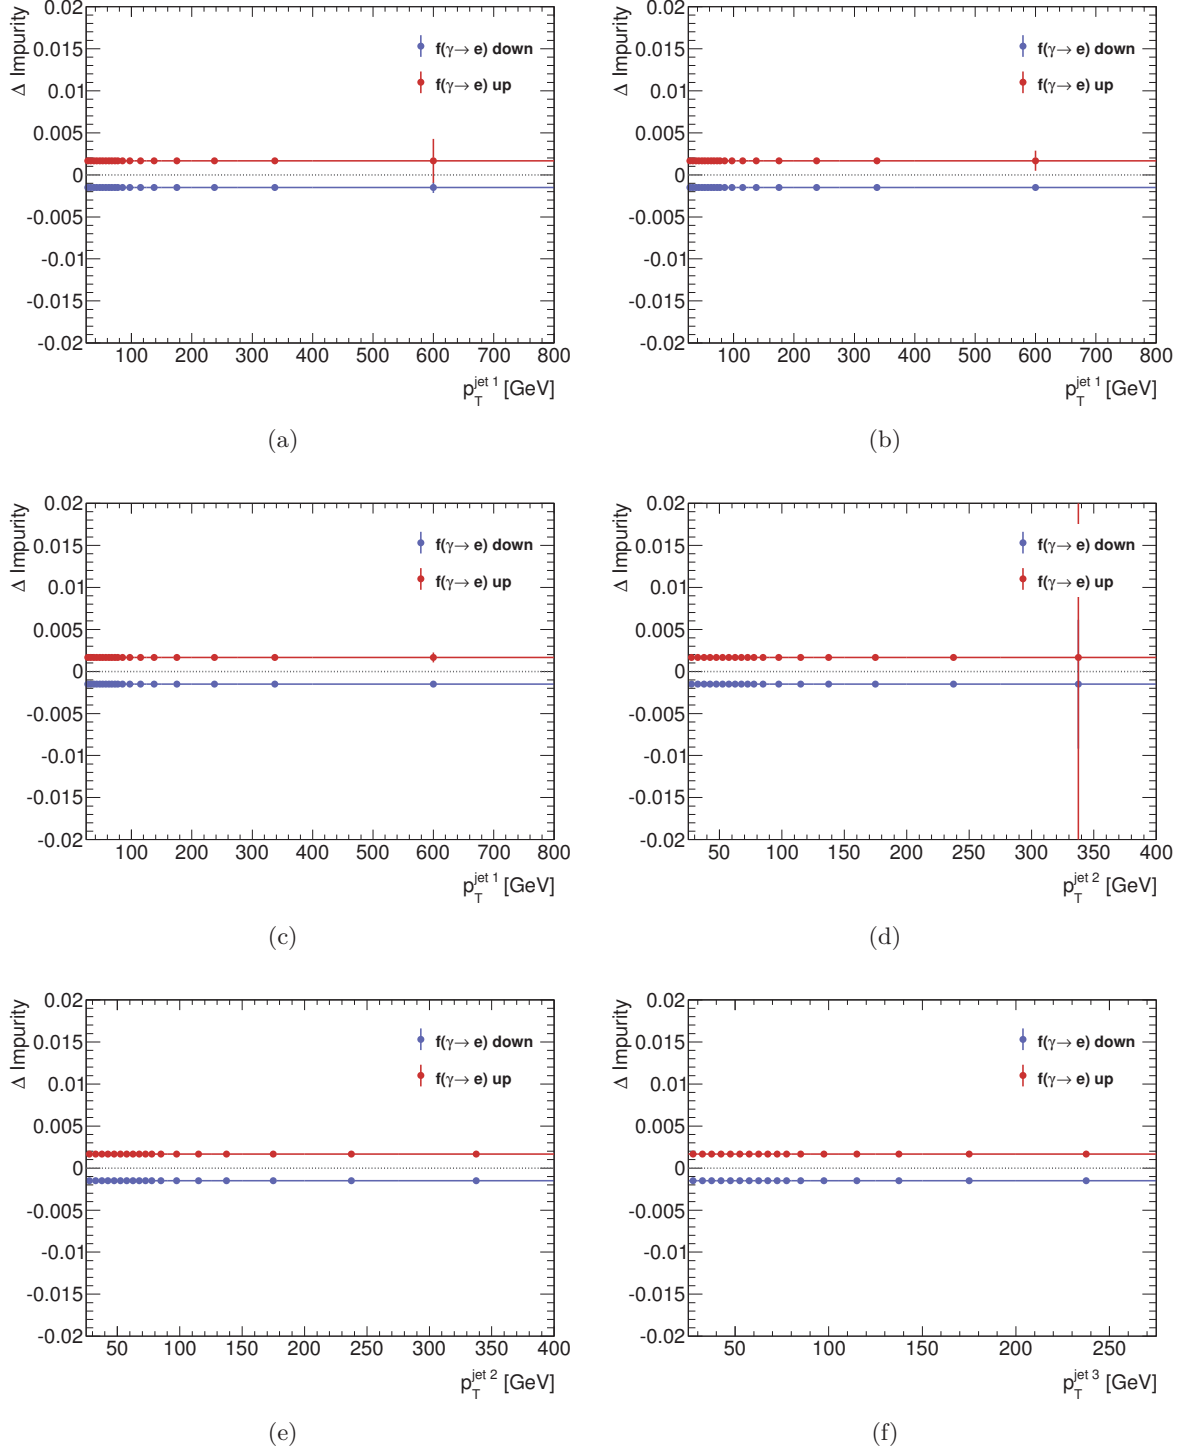 Δ Impurity
0.02
0.015
0.01
0.005
0
-0.005
-0.01
-0.015
-0.02
f(γ→ e) down
f(γ→ e) up
100 200 300 400 500 600 700 800
p_T^{jet 1} [GeV]
(a)
Δ Impurity
0.02
0.015
0.01
0.005
0
-0.005
-0.01
-0.015
-0.02
f(γ→ e) down
f(γ→ e) up
100 200 300 400 500 600 700 800
p_T^{jet 1} [GeV]
(b)
Δ Impurity
0.02
0.015
0.01
0.005
0
-0.005
-0.01
-0.015
-0.02
f(γ→ e) down
f(γ→ e) up
100 200 300 400 500 600 700 800
p_T^{jet 1} [GeV]
(c)
Δ Impurity
0.02
0.015
0.01
0.005
0
-0.005
-0.01
-0.015
-0.02
f(γ→ e) down
f(γ→ e) up
50 100 150 200 250 300 350 400
p_T^{jet 2} [GeV]
(d)
Δ Impurity
0.02
0.015
0.01
0.005
0
-0.005
-0.01
-0.015
-0.02
f(γ→ e) down
f(γ→ e) up
50 100 150 200 250 300 350 400
p_T^{jet 2} [GeV]
(e)
Δ Impurity
0.02
0.015
0.01
0.005
0
-0.005
-0.01
-0.015
-0.02
f(γ→ e) down
f(γ→ e) up
50 100 150 200 250
p_T^{jet 3} [GeV]
(f)